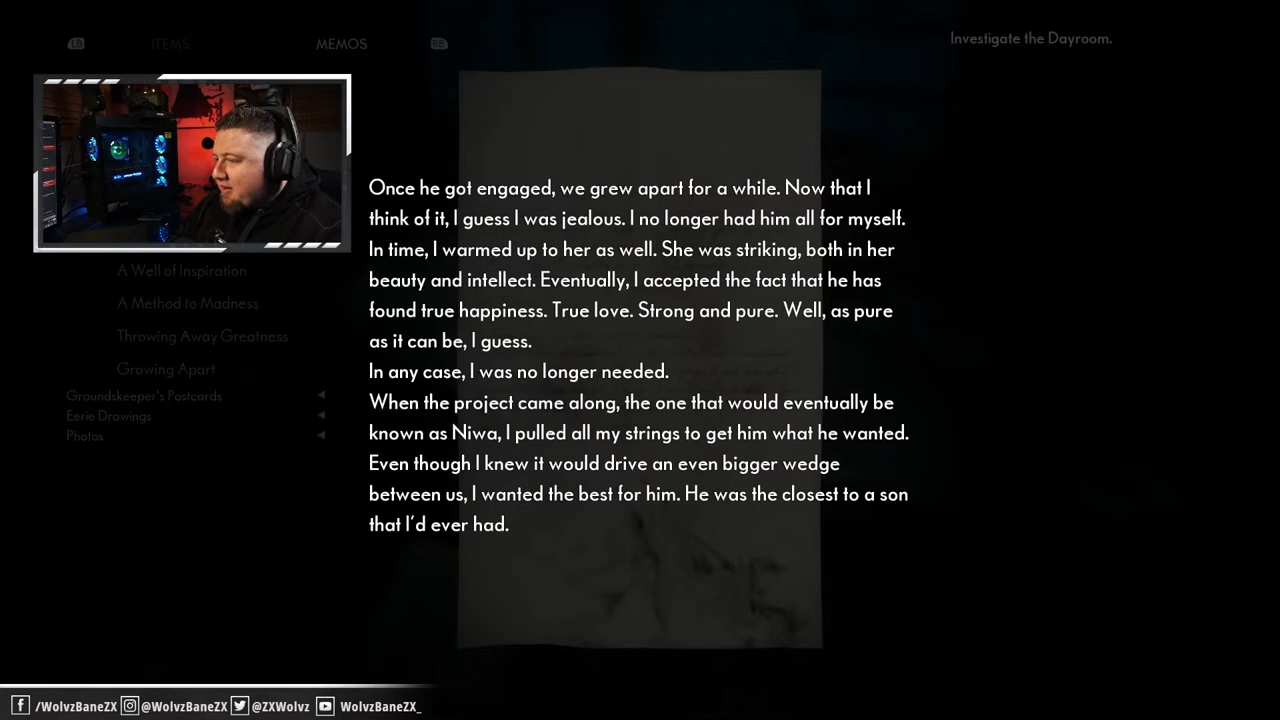 LB ITEMS MEMOS RB
Investigate the Dayroom.
Once he got engaged, we grew apart for a while. Now that I
think of it, I guess I was jealous. I no longer had him all for myself.
In time, I warmed up to her as well. She was striking, both in her
beauty and intellect. Eventually, I accepted the fact that he has
found true happiness. True love. Strong and pure. Well, as pure
as it can be, I guess.
In any case, I was no longer needed.
When the project came along, the one that would eventually be
known as Niwa, I pulled all my strings to get him what he wanted.
Even though I knew it would drive an even bigger wedge
between us, I wanted the best for him. He was the closest to a son
that I'd ever had.
A Well of Inspiration
A Method to Madness
Throwing Away Greatness
Growing Apart
Groundskeeper's Postcards
Eerie Drawings
Photos
/WolvzBaneZX @WolvzBaneZX @ZXWolvz WolvzBaneZX_